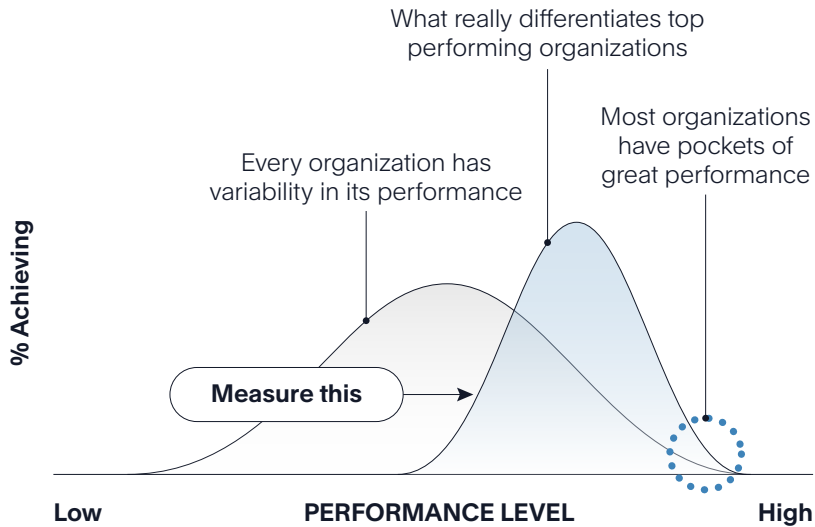 What really differentiates top
performing organizations
Most organizations
have pockets of
great performance
Every organization has
variability in its performance
% Achieving
Measure this
Low
PERFORMANCE LEVEL
High